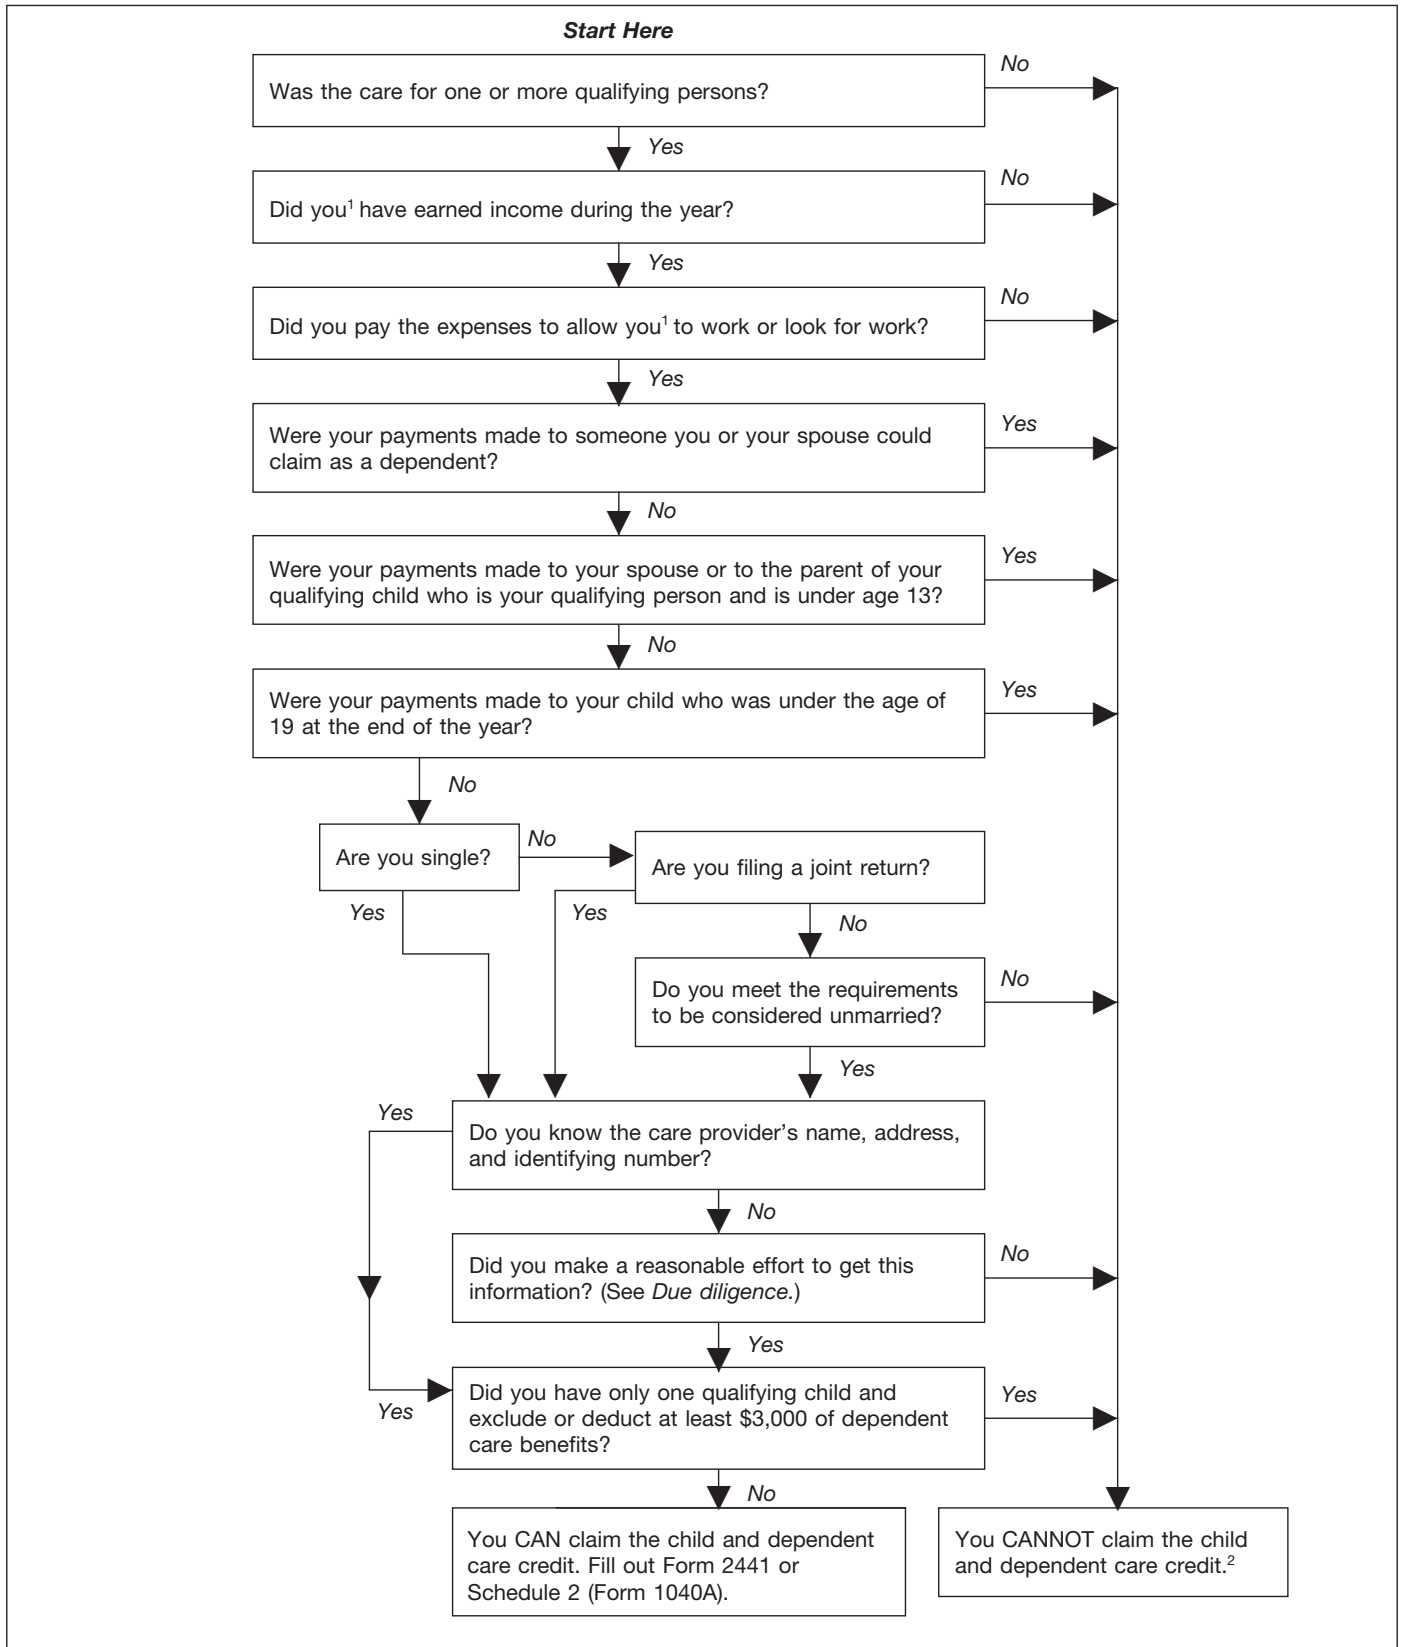 Start Here
Was the care for one or more qualifying persons?
No
Yes
Did you¹ have earned income during the year?
No
Yes
Did you pay the expenses to allow you¹ to work or look for work?
No
Yes
Were your payments made to someone you or your spouse could
claim as a dependent?
Yes
No
Were your payments made to your spouse or to the parent of your
qualifying child who is your qualifying person and is under age 13?
Yes
No
Were your payments made to your child who was under the age of
19 at the end of the year?
Yes
No
Are you single?
No
Are you filing a joint return?
Yes
Yes
No
Do you meet the requirements
to be considered unmarried?
No
Yes
Yes
Do you know the care provider's name, address,
and identifying number?
No
Did you make a reasonable effort to get this
information? (See Due diligence.)
No
Yes
Yes
Did you have only one qualifying child and
exclude or deduct at least $3,000 of dependent
care benefits?
Yes
No
You CAN claim the child and dependent
care credit. Fill out Form 2441 or
Schedule 2 (Form 1040A).
You CANNOT claim the child
and dependent care credit.²